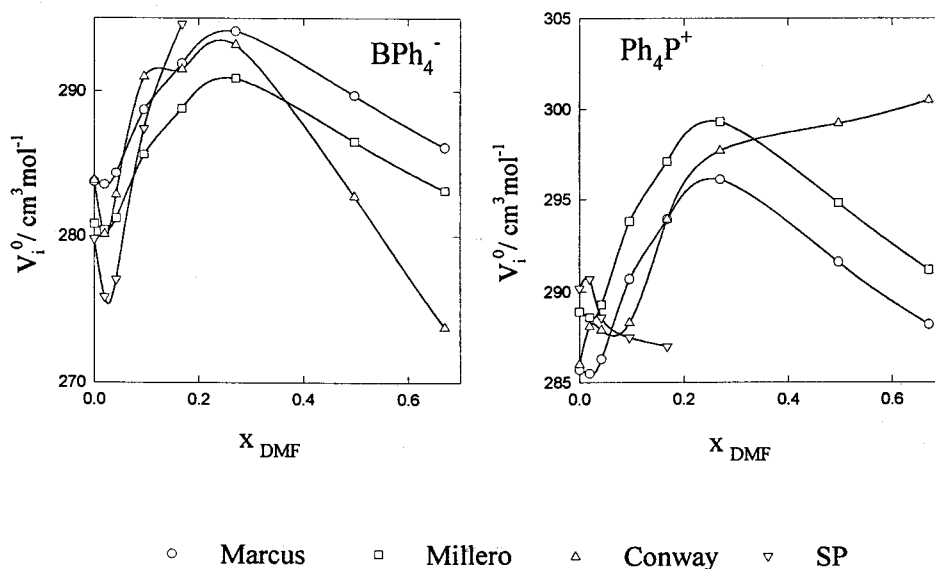 BPh₄⁻
Vᵢ⁰/ cm³mol⁻¹
290
280
270
0.0 0.2 0.4 0.6
x DMF
Ph₄P⁺
Vᵢ⁰/ cm³mol⁻¹
305
300
295
290
285
0.0 0.2 0.4 0.6
x DMF
Marcus Millero Conway SP